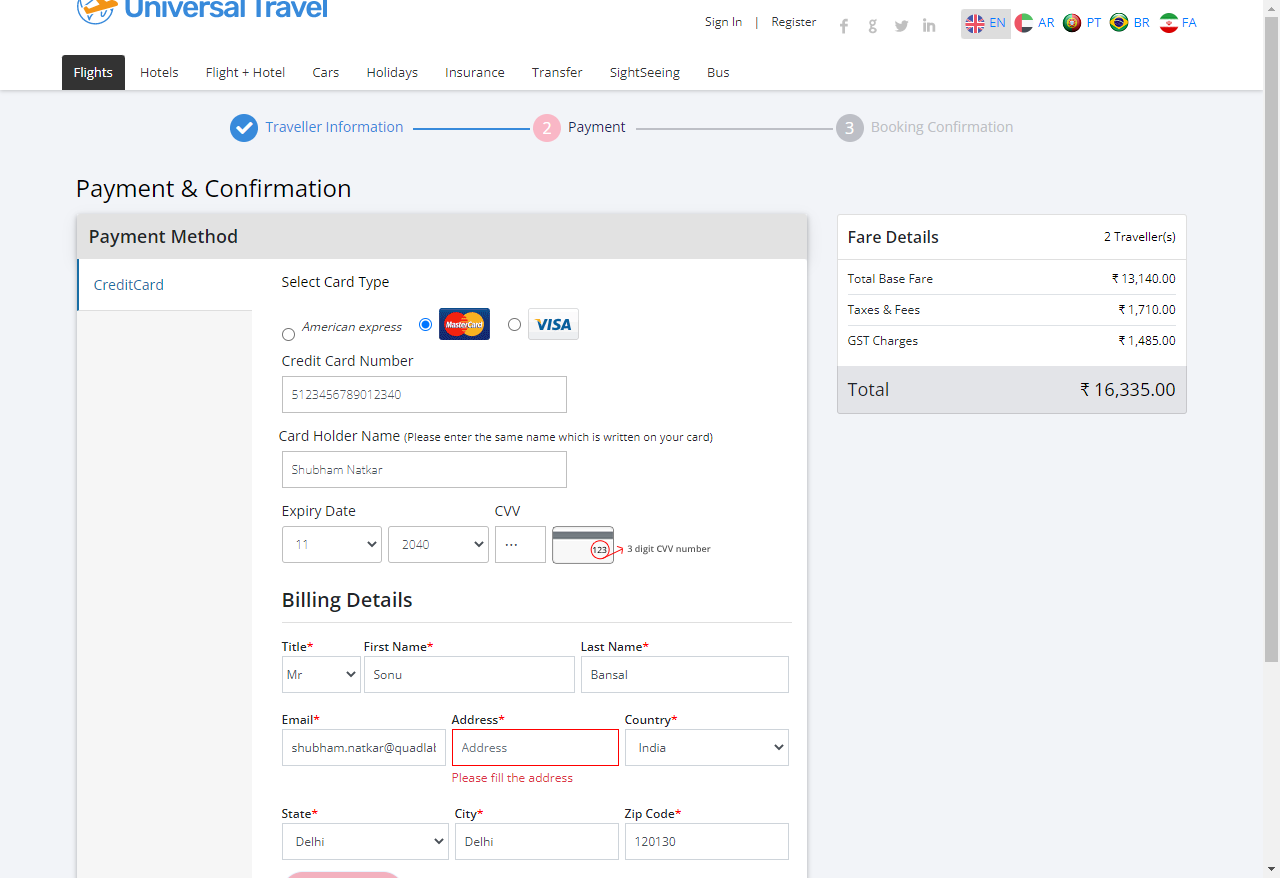 Universal Travel
Sign In | Register
EN AR PT BR FA
Flights Hotels Flight + Hotel Cars Holidays Insurance Transfer SightSeeing Bus
Traveller Information 2 Payment 3 Booking Confirmation
Payment & Confirmation
Payment Method
CreditCard
Select Card Type
American express MasterCard VISA
Credit Card Number
5123456789012340
Card Holder Name (Please enter the same name which is written on your card)
Shubham Natkar
Expiry Date CVV
11 2040 ... 123 3 digit CVV number
Billing Details
Title* First Name* Last Name*
Mr Sonu Bansal
Email* Address* Country*
shubham.natkar@quadlab Address India
Please fill the address
State* City* Zip Code*
Delhi Delhi 120130
Fare Details 2 Traveller(s)
Total Base Fare ₹ 13,140.00
Taxes & Fees ₹ 1,710.00
GST Charges ₹ 1,485.00
Total ₹ 16,335.00